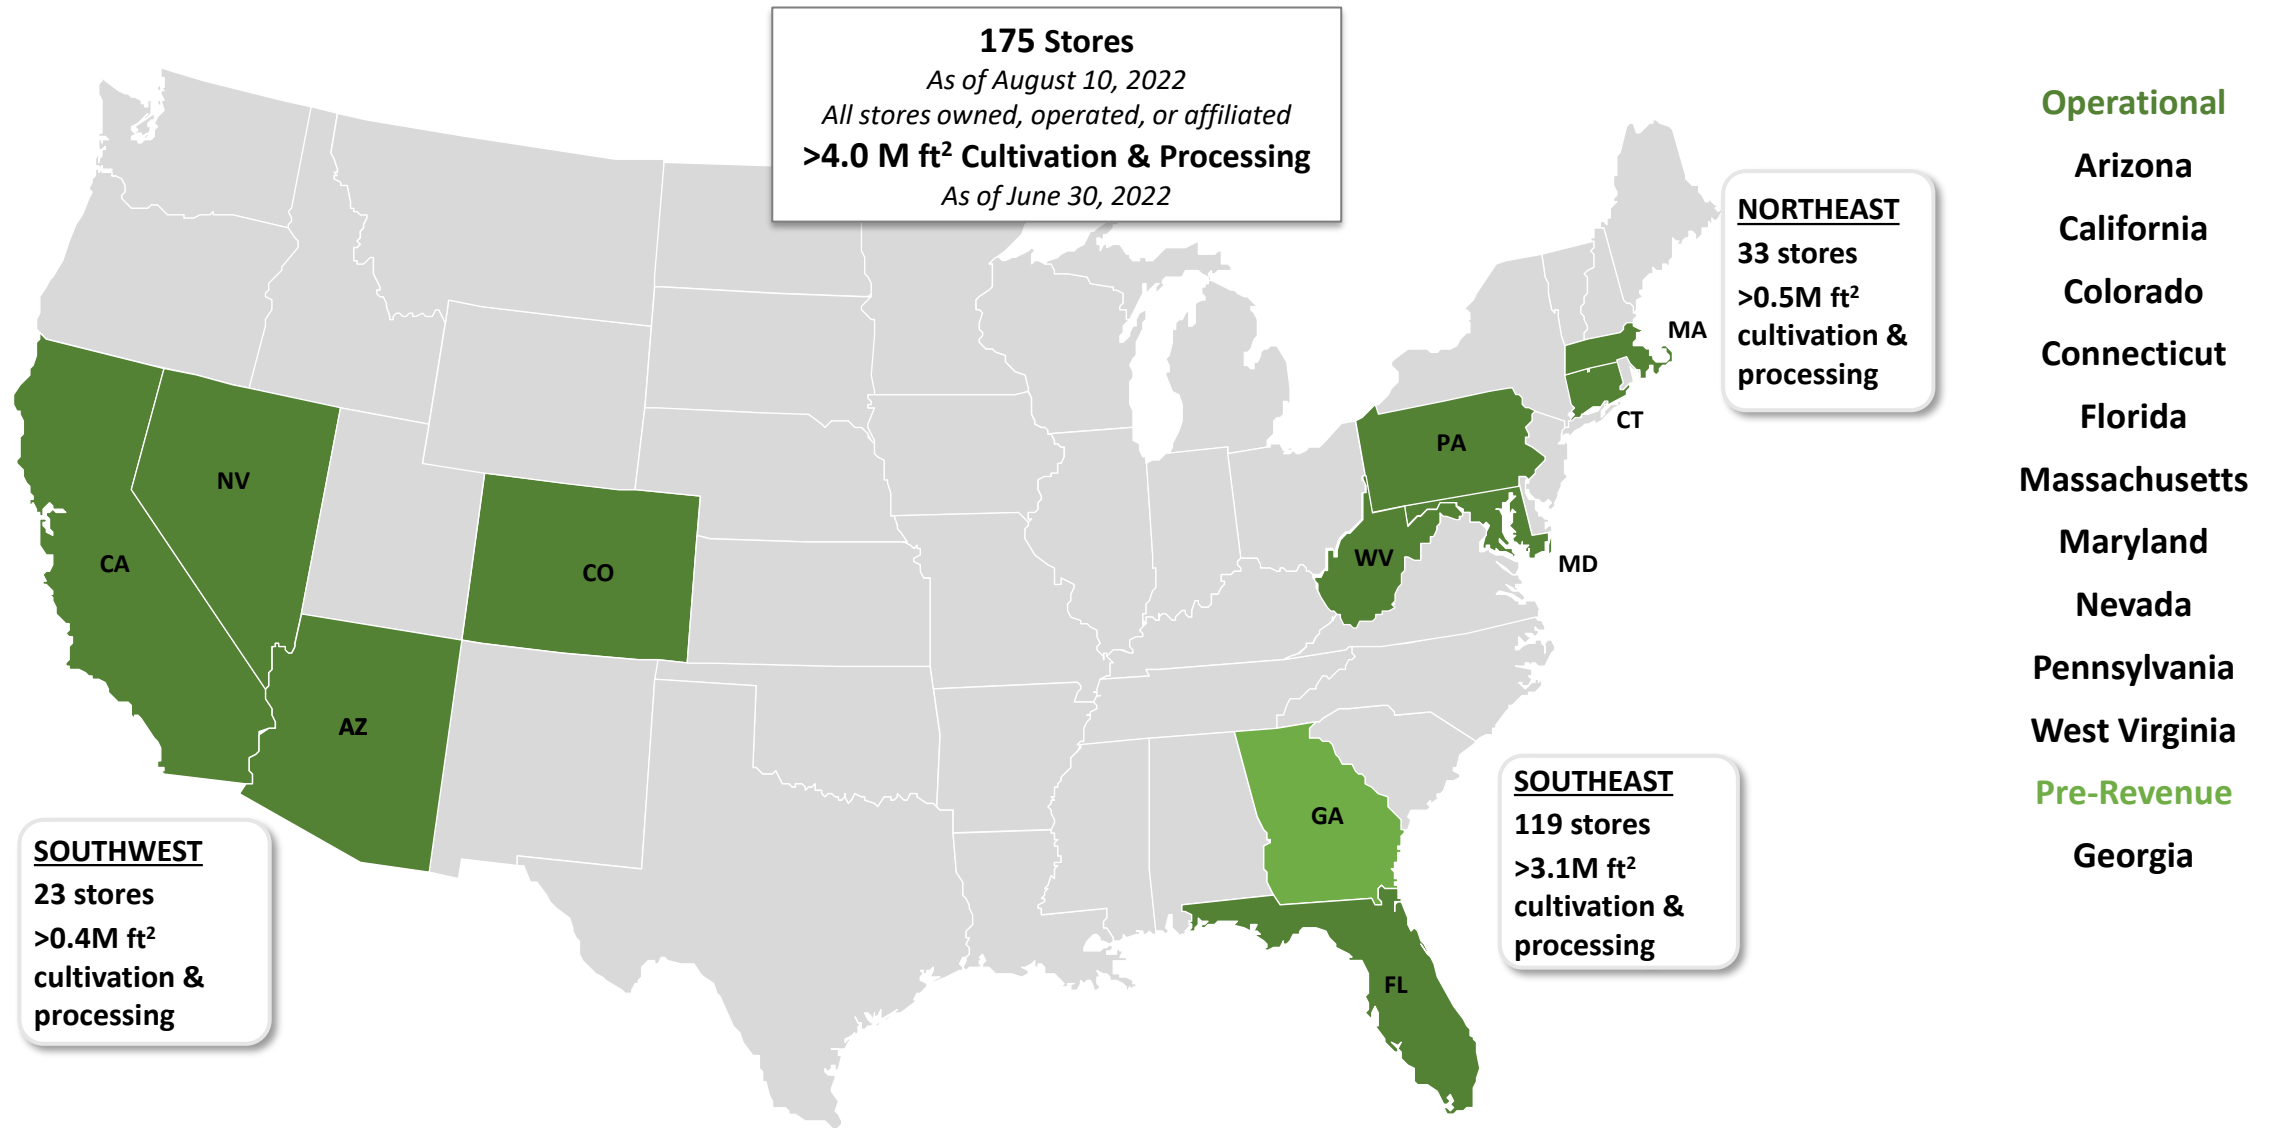 175 Stores
As of August 10, 2022
All stores owned, operated, or affiliated
>4.0 M ft² Cultivation & Processing
As of June 30, 2022
NORTHEAST
33 stores
>0.5M ft²
cultivation &
processing
MA
CT
PA
WV
MD
NV
CA
CO
AZ
GA
FL
SOUTHWEST
23 stores
>0.4M ft²
cultivation &
processing
SOUTHEAST
119 stores
>3.1M ft²
cultivation &
processing
Operational
Arizona
California
Colorado
Connecticut
Florida
Massachusetts
Maryland
Nevada
Pennsylvania
West Virginia
Pre-Revenue
Georgia